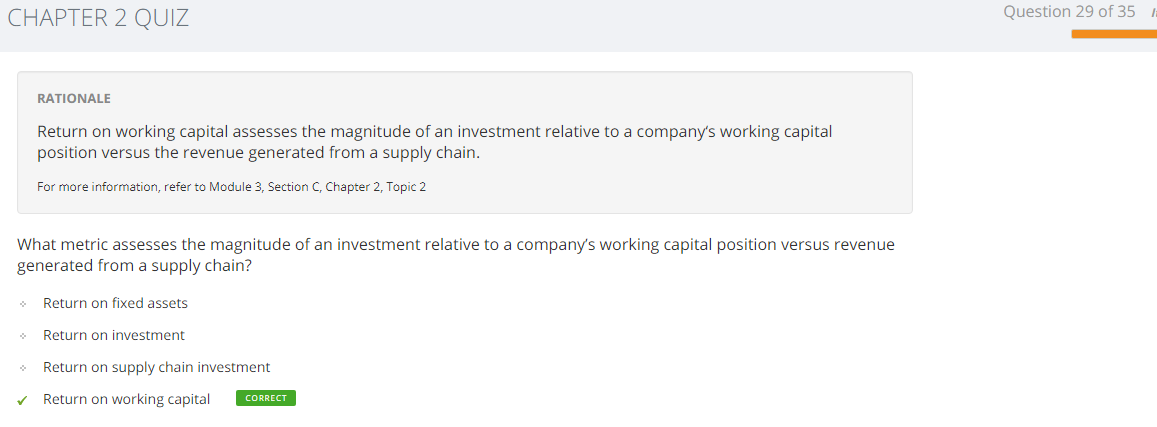 CHAPTER 2 QUIZ
Question 29 of 35
RATIONALE
Return on working capital assesses the magnitude of an investment relative to a company's working capital
position versus the revenue generated from a supply chain.
For more information, refer to Module 3, Section C, Chapter 2, Topic 2
What metric assesses the magnitude of an investment relative to a company's working capital position versus revenue
generated from a supply chain?
Return on fixed assets
Return on investment
Return on supply chain investment
Return on working capital CORRECT